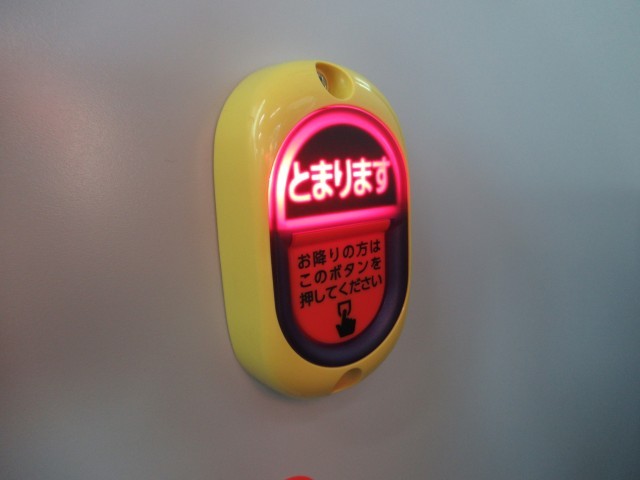 とまります
お降りの方は
このボタンを
押してください